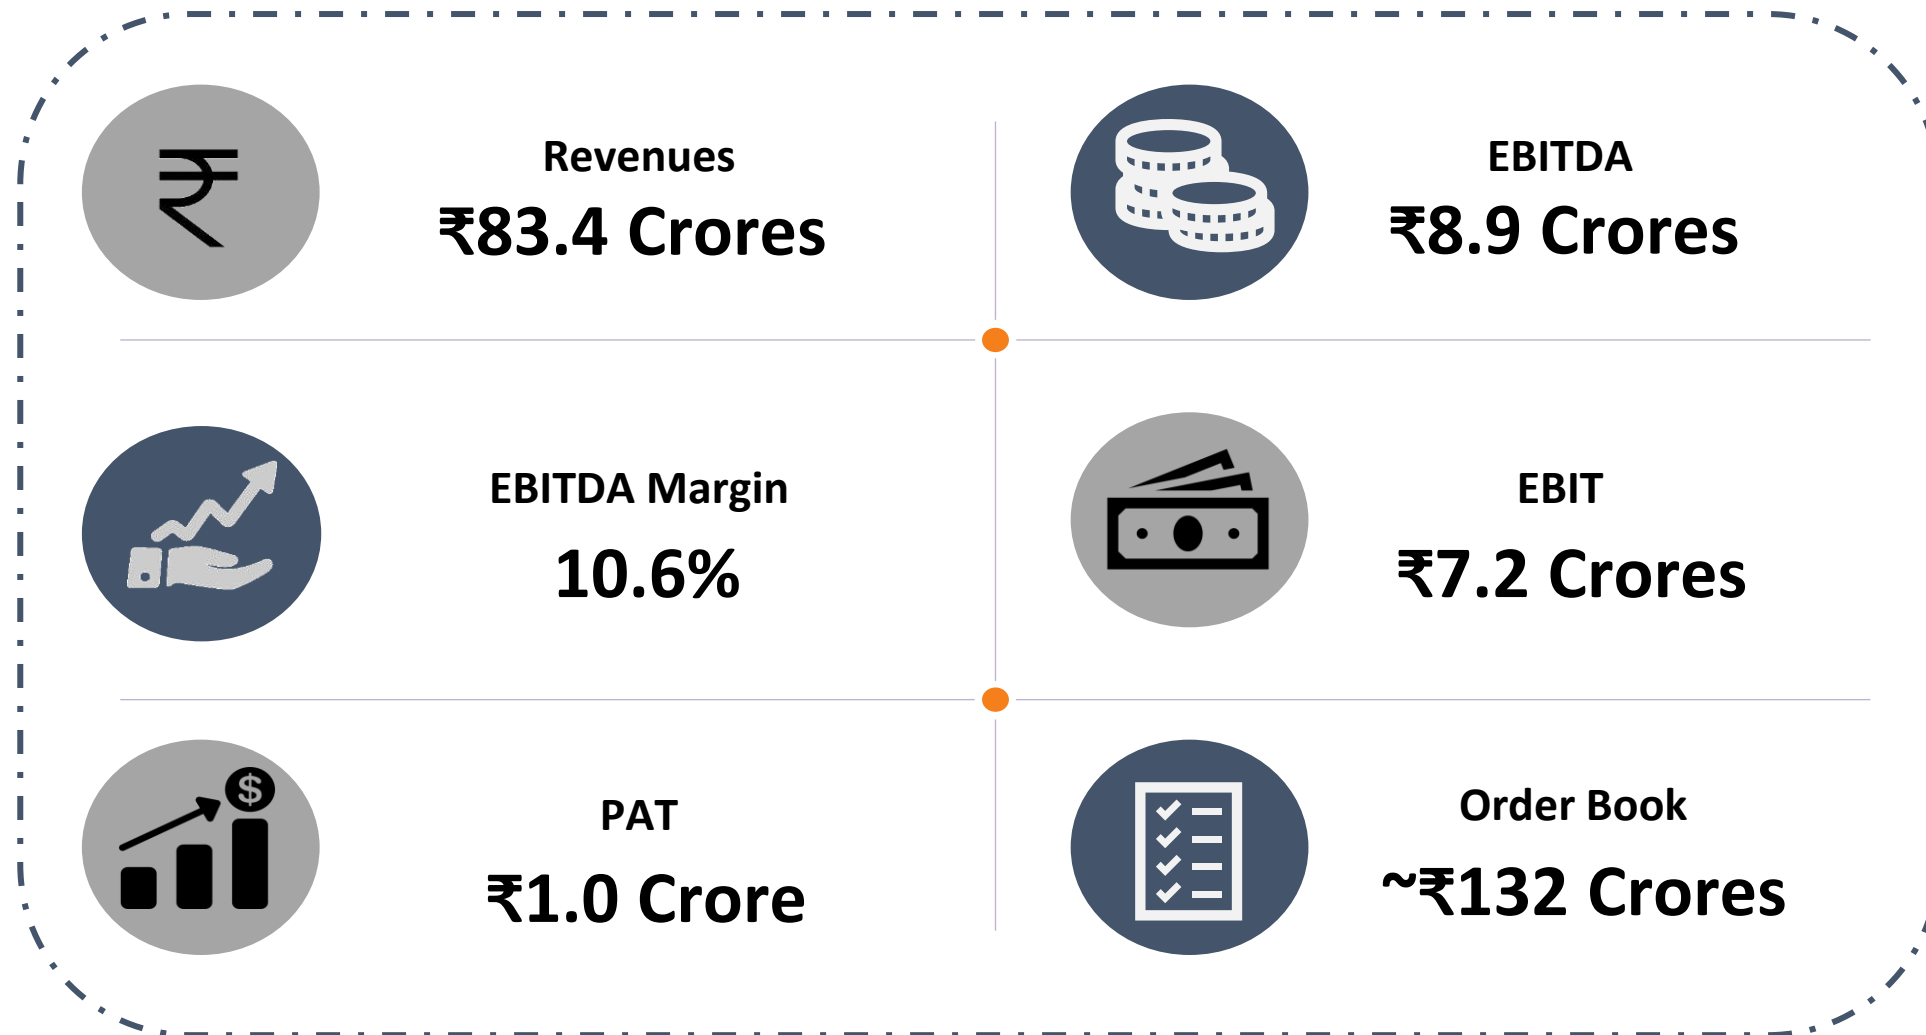 Revenues
₹83.4 Crores
EBITDA
₹8.9 Crores
EBITDA Margin
10.6%
EBIT
₹7.2 Crores
PAT
₹1.0 Crore
Order Book
~₹132 Crores
₹
$